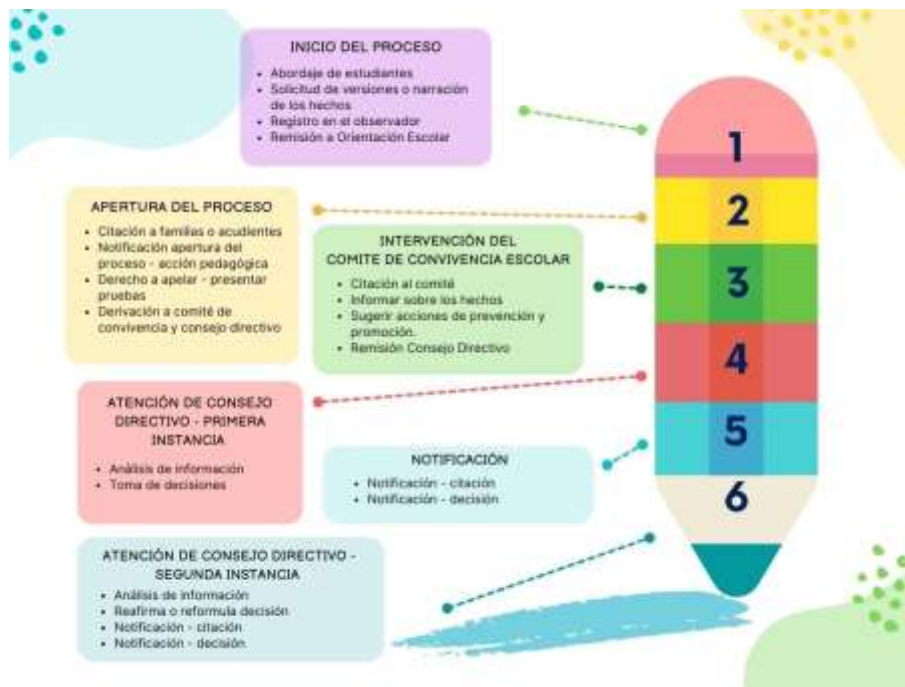 INICIO DEL PROCESO
• Abordaje de estudiantes
• Solicitud de versiones o narración
de los hechos
• Registro en el observador
• Remisión a Orientación Escolar
1
APERTURA DEL PROCESO
• Citación a familias o acudientes
• Notificación apertura del
proceso - acción pedagógica
• Derecho a apelar - presentar
pruebas
• Derivación a comité de
convivencia y consejo directivo
2
INTERVENCIÓN DEL
COMITE DE CONVIVENCIA ESCOLAR
• Citación al comité
• Informar sobre los hechos
• Sugerir acciones de prevención y
promoción.
• Remisión Consejo Directivo
3
ATENCIÓN DE CONSEJO
DIRECTIVO - PRIMERA
INSTANCIA
• Análisis de información
• Toma de decisiones
4
NOTIFICACIÓN
• Notificación - citación
• Notificación - decisión
5
ATENCIÓN DE CONSEJO DIRECTIVO -
SEGUNDA INSTANCIA
• Análisis de información
• Reafirma o reformula decisión
• Notificación - citación
• Notificación - decisión
6